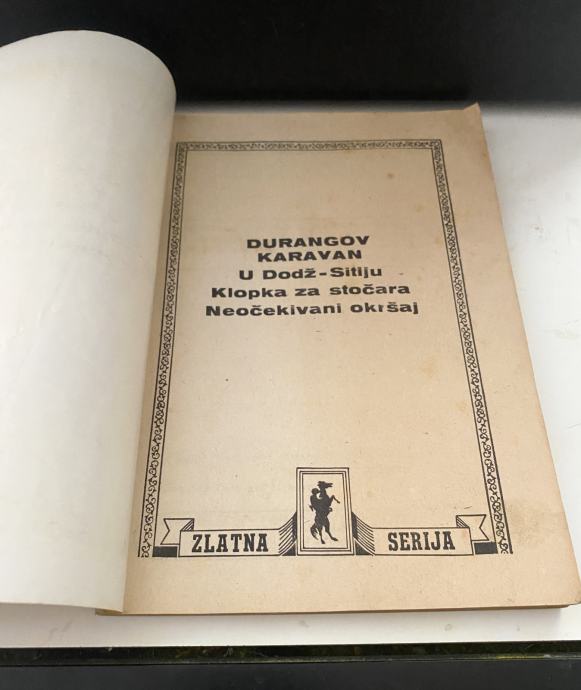 DURANGOV
KARAVAN
U Dodž-Sitiju
Klopka za stočara
Neočekivani okršaj
ZLATNA SERIJA